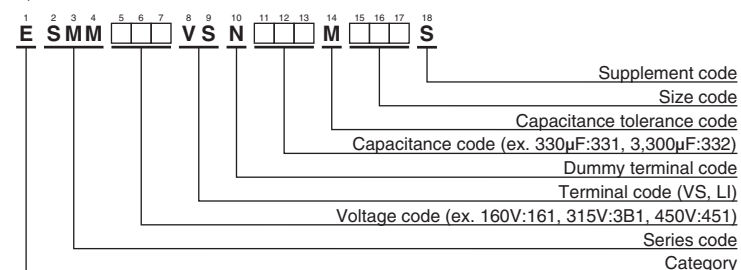 1 2 3 4 5 6 7 8 9 10 11 12 13 14 15 16 17 18
E SMM VS N M S
Supplement code
Size code
Capacitance tolerance code
Capacitance code (ex. 330µF:331, 3,300µF:332)
Dummy terminal code
Terminal code (VS, LI)
Voltage code (ex. 160V:161, 315V:3B1, 450V:451)
Series code
Category